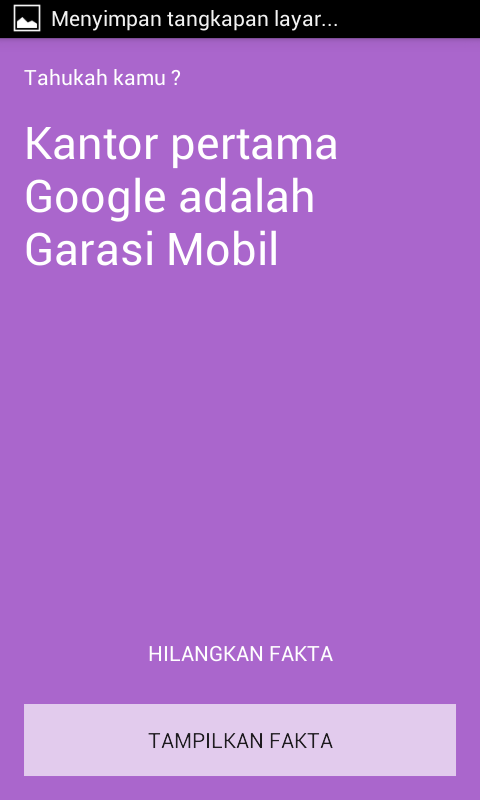 Menyimpan tangkapan layar...
Tahukah kamu ?
Kantor pertama
Google adalah
Garasi Mobil
HILANGKAN FAKTA
TAMPILKAN FAKTA